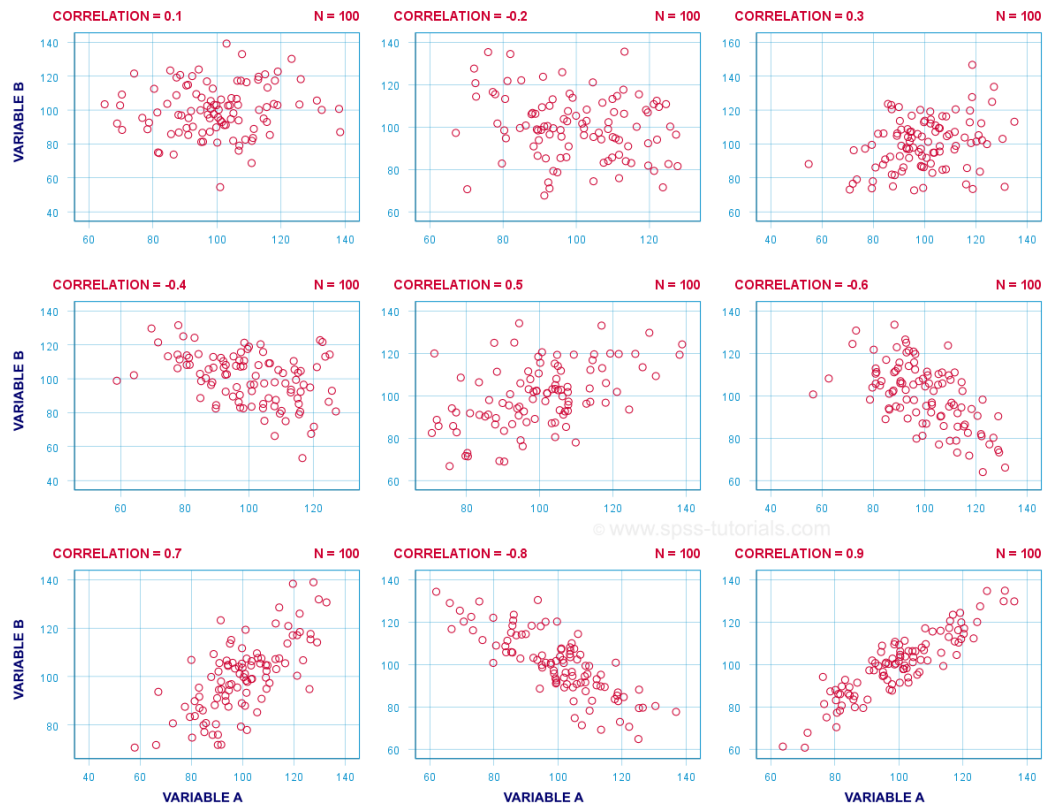 CORRELATION = 0.1 N = 100
CORRELATION = -0.2 N = 100
CORRELATION = 0.3 N = 100
VARIABLE B
140
120
100
80
60
40
60 80 100 120 140
140
120
100
80
60
60 80 100 120
160
140
120
100
80
60
40 60 80 100 120 140
CORRELATION = -0.4 N = 100
CORRELATION = 0.5 N = 100
CORRELATION = -0.6 N = 100
VARIABLE B
140
120
100
80
60
40
60 80 100 120
140
120
100
80
60
80 100 120 140
140
120
100
80
60
40 60 80 100 120 140
© www.spss-tutorials.com
CORRELATION = 0.7 N = 100
CORRELATION = -0.8 N = 100
CORRELATION = 0.9 N = 100
VARIABLE B
140
120
100
80
40 60 80 100 120 140
140
120
100
80
60
60 80 100 120 140
140
120
100
80
60
60 80 100 120 140
VARIABLE A
VARIABLE A
VARIABLE A